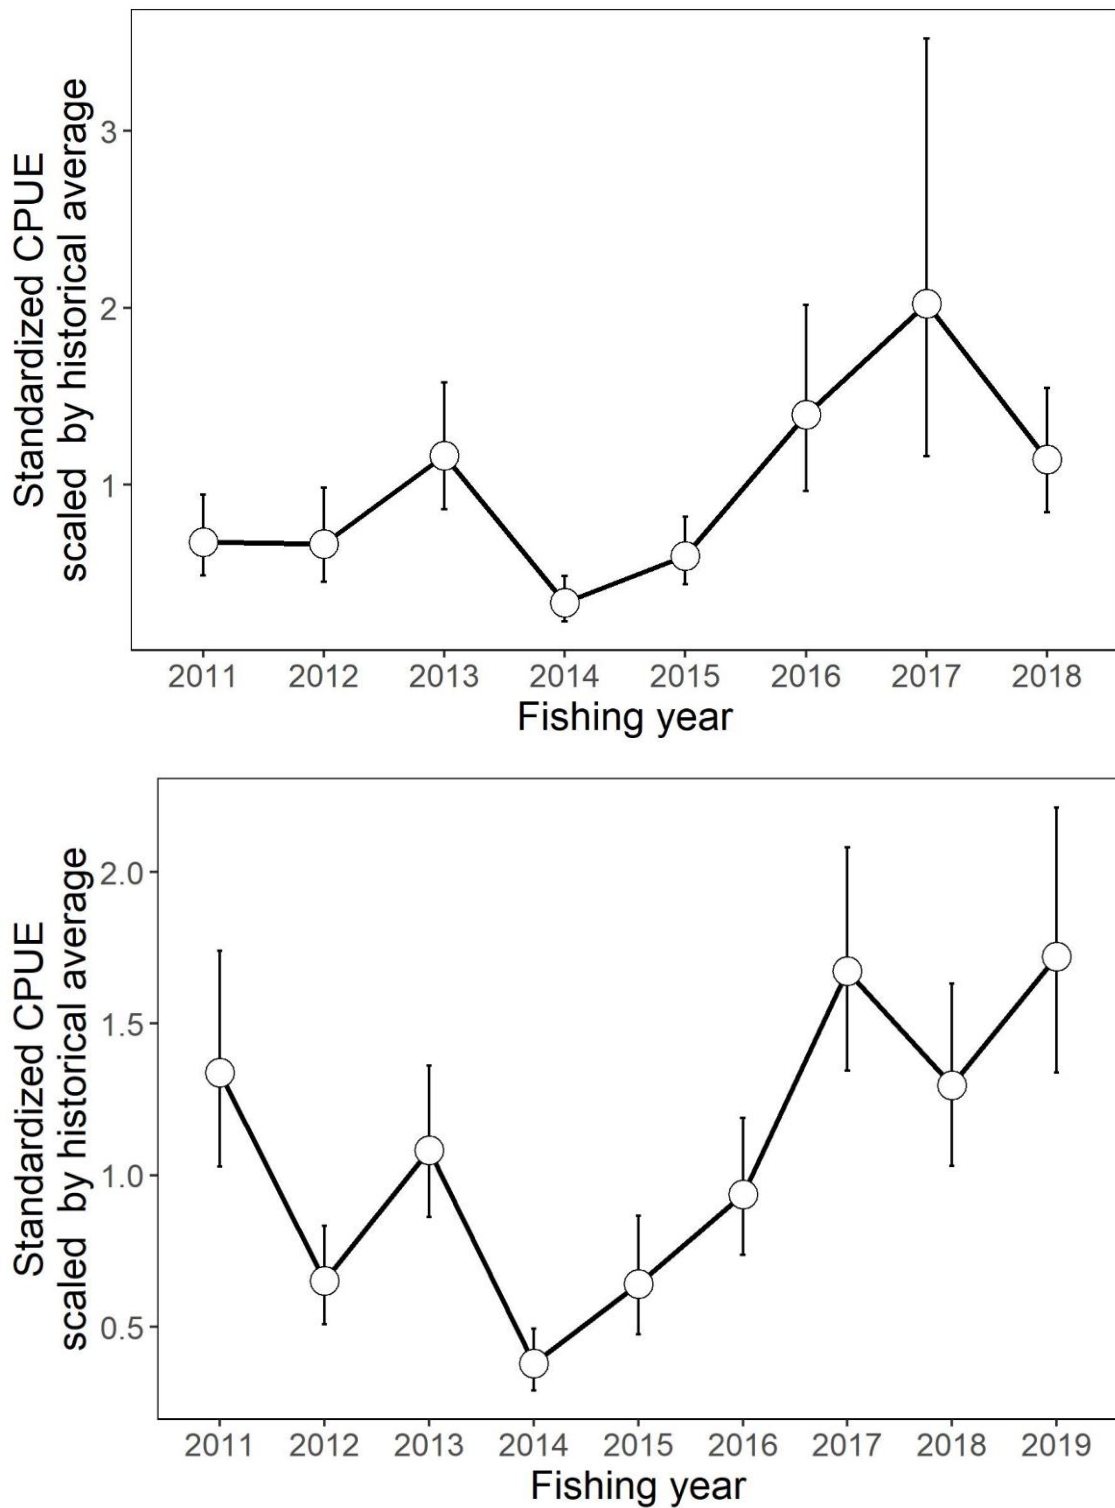 Standardized CPUE
scaled by historical average
3
2
1
2011 2012 2013 2014 2015 2016 2017 2018
Fishing year
Standardized CPUE
scaled by historical average
2.0
1.5
1.0
0.5
2011 2012 2013 2014 2015 2016 2017 2018 2019
Fishing year